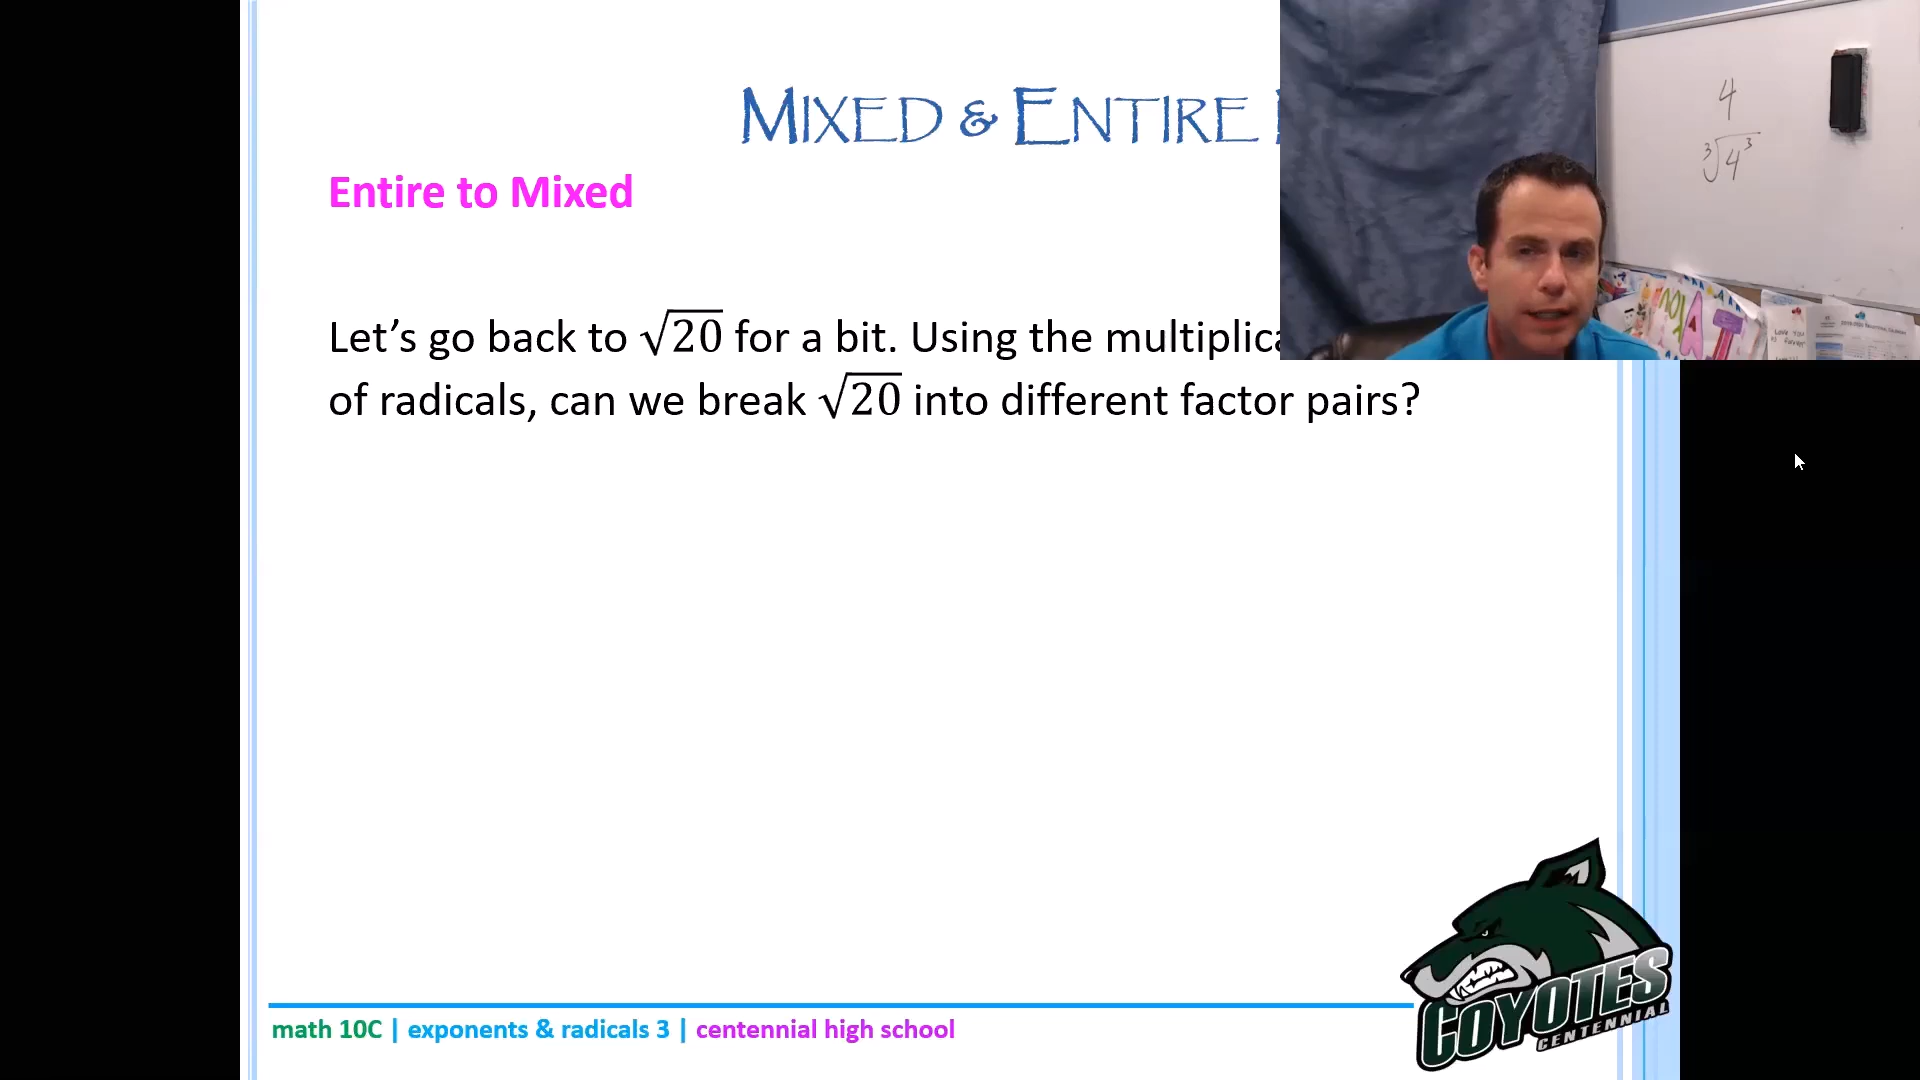 MIXED & ENTIRE
Entire to Mixed
Let's go back to √20 for a bit. Using the
of radicals, can we break √20 into different factor pairs?
4
∛4³
math 10C | exponents & radicals 3 | centennial high school
COYOTES
CENTENNIAL